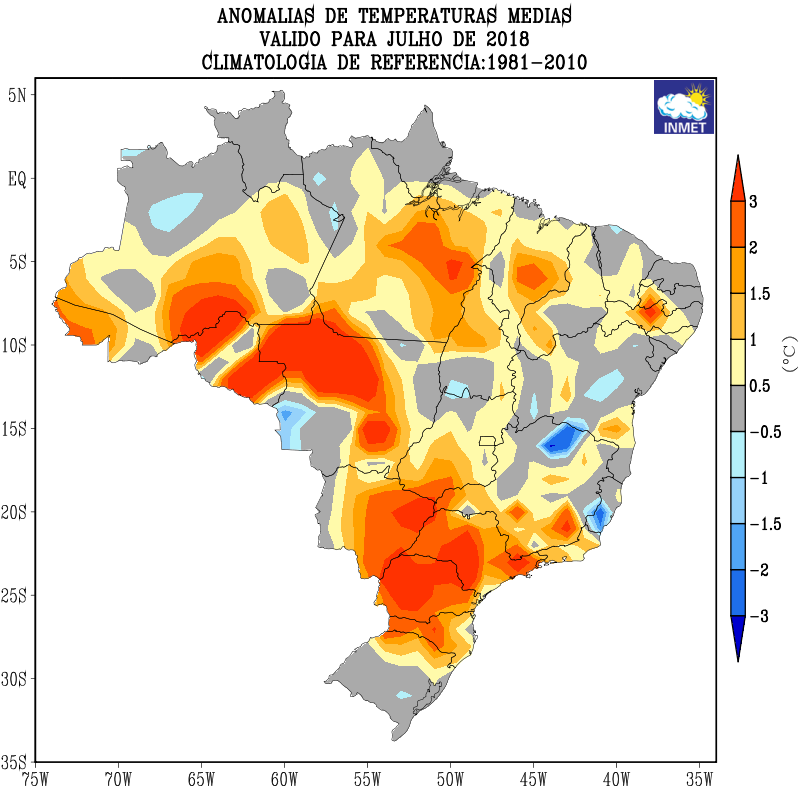 ANOMALIAS DE TEMPERATURAS MEDIAS
VALIDO PARA JULHO DE 2018
CLIMATOLOGIA DE REFERENCIA:1981-2010
INMET
5N
EQ
5S
10S
15S
20S
25S
30S
35S
75W 70W 65W 60W 55W 50W 45W 40W 35W
3
2
1.5
1
0.5
-0.5
-1
-1.5
-2
-3
(°C)